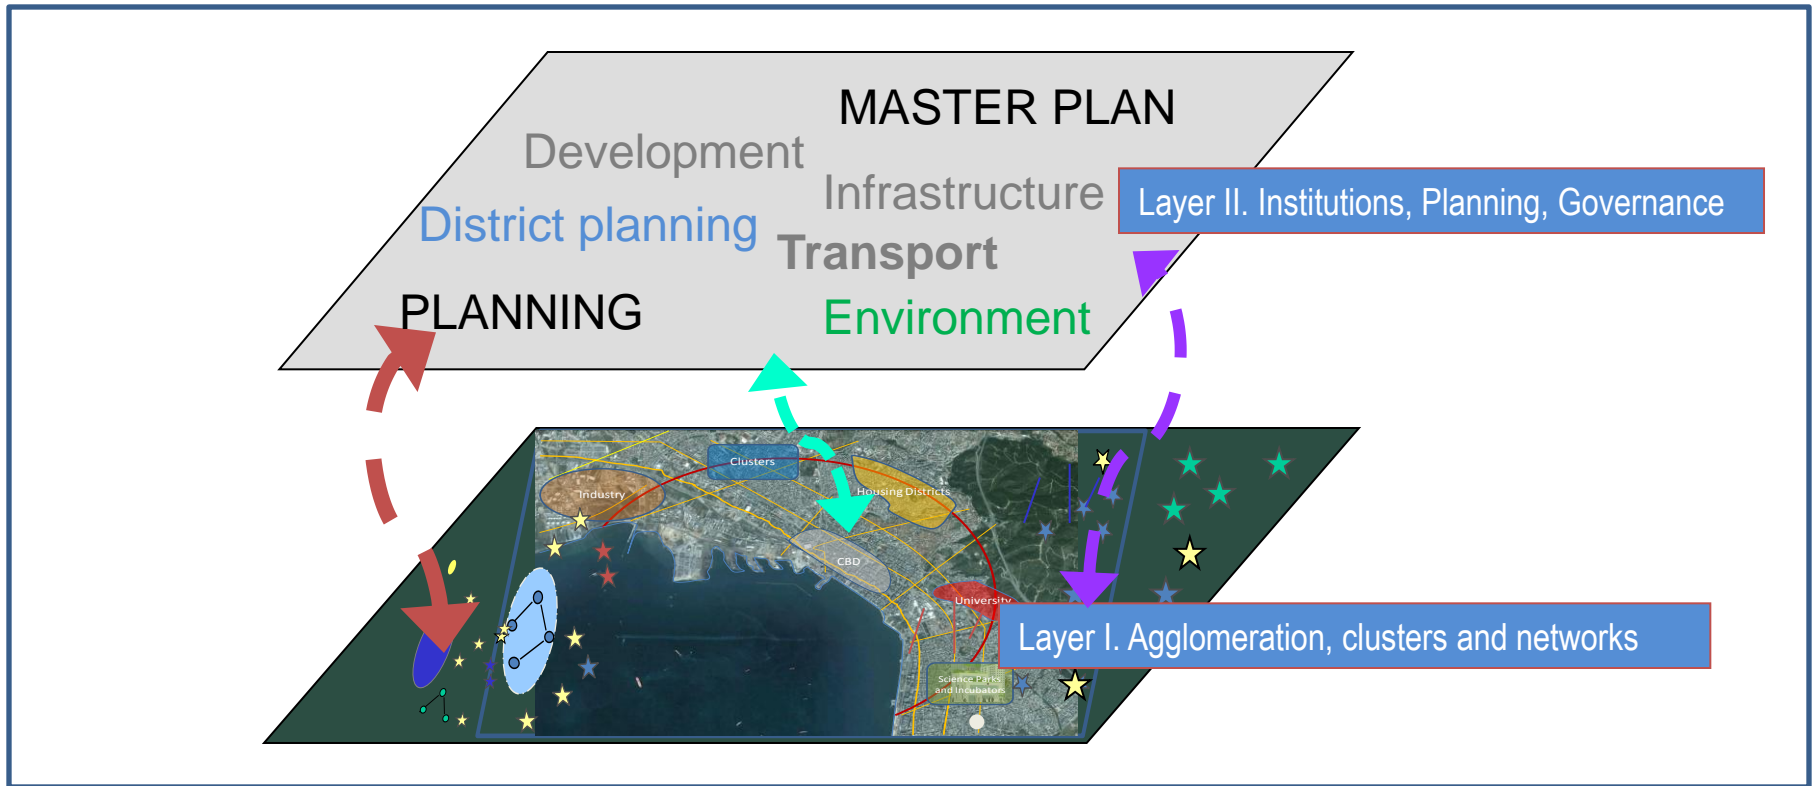 MASTER PLAN
Development
Infrastructure
Layer II. Institutions, Planning, Governance
District planning
Transport
PLANNING
Environment
Clusters
Industry
Housing Districts
CBD
University
Layer I. Agglomeration, clusters and networks
Science Parks
and Incubators